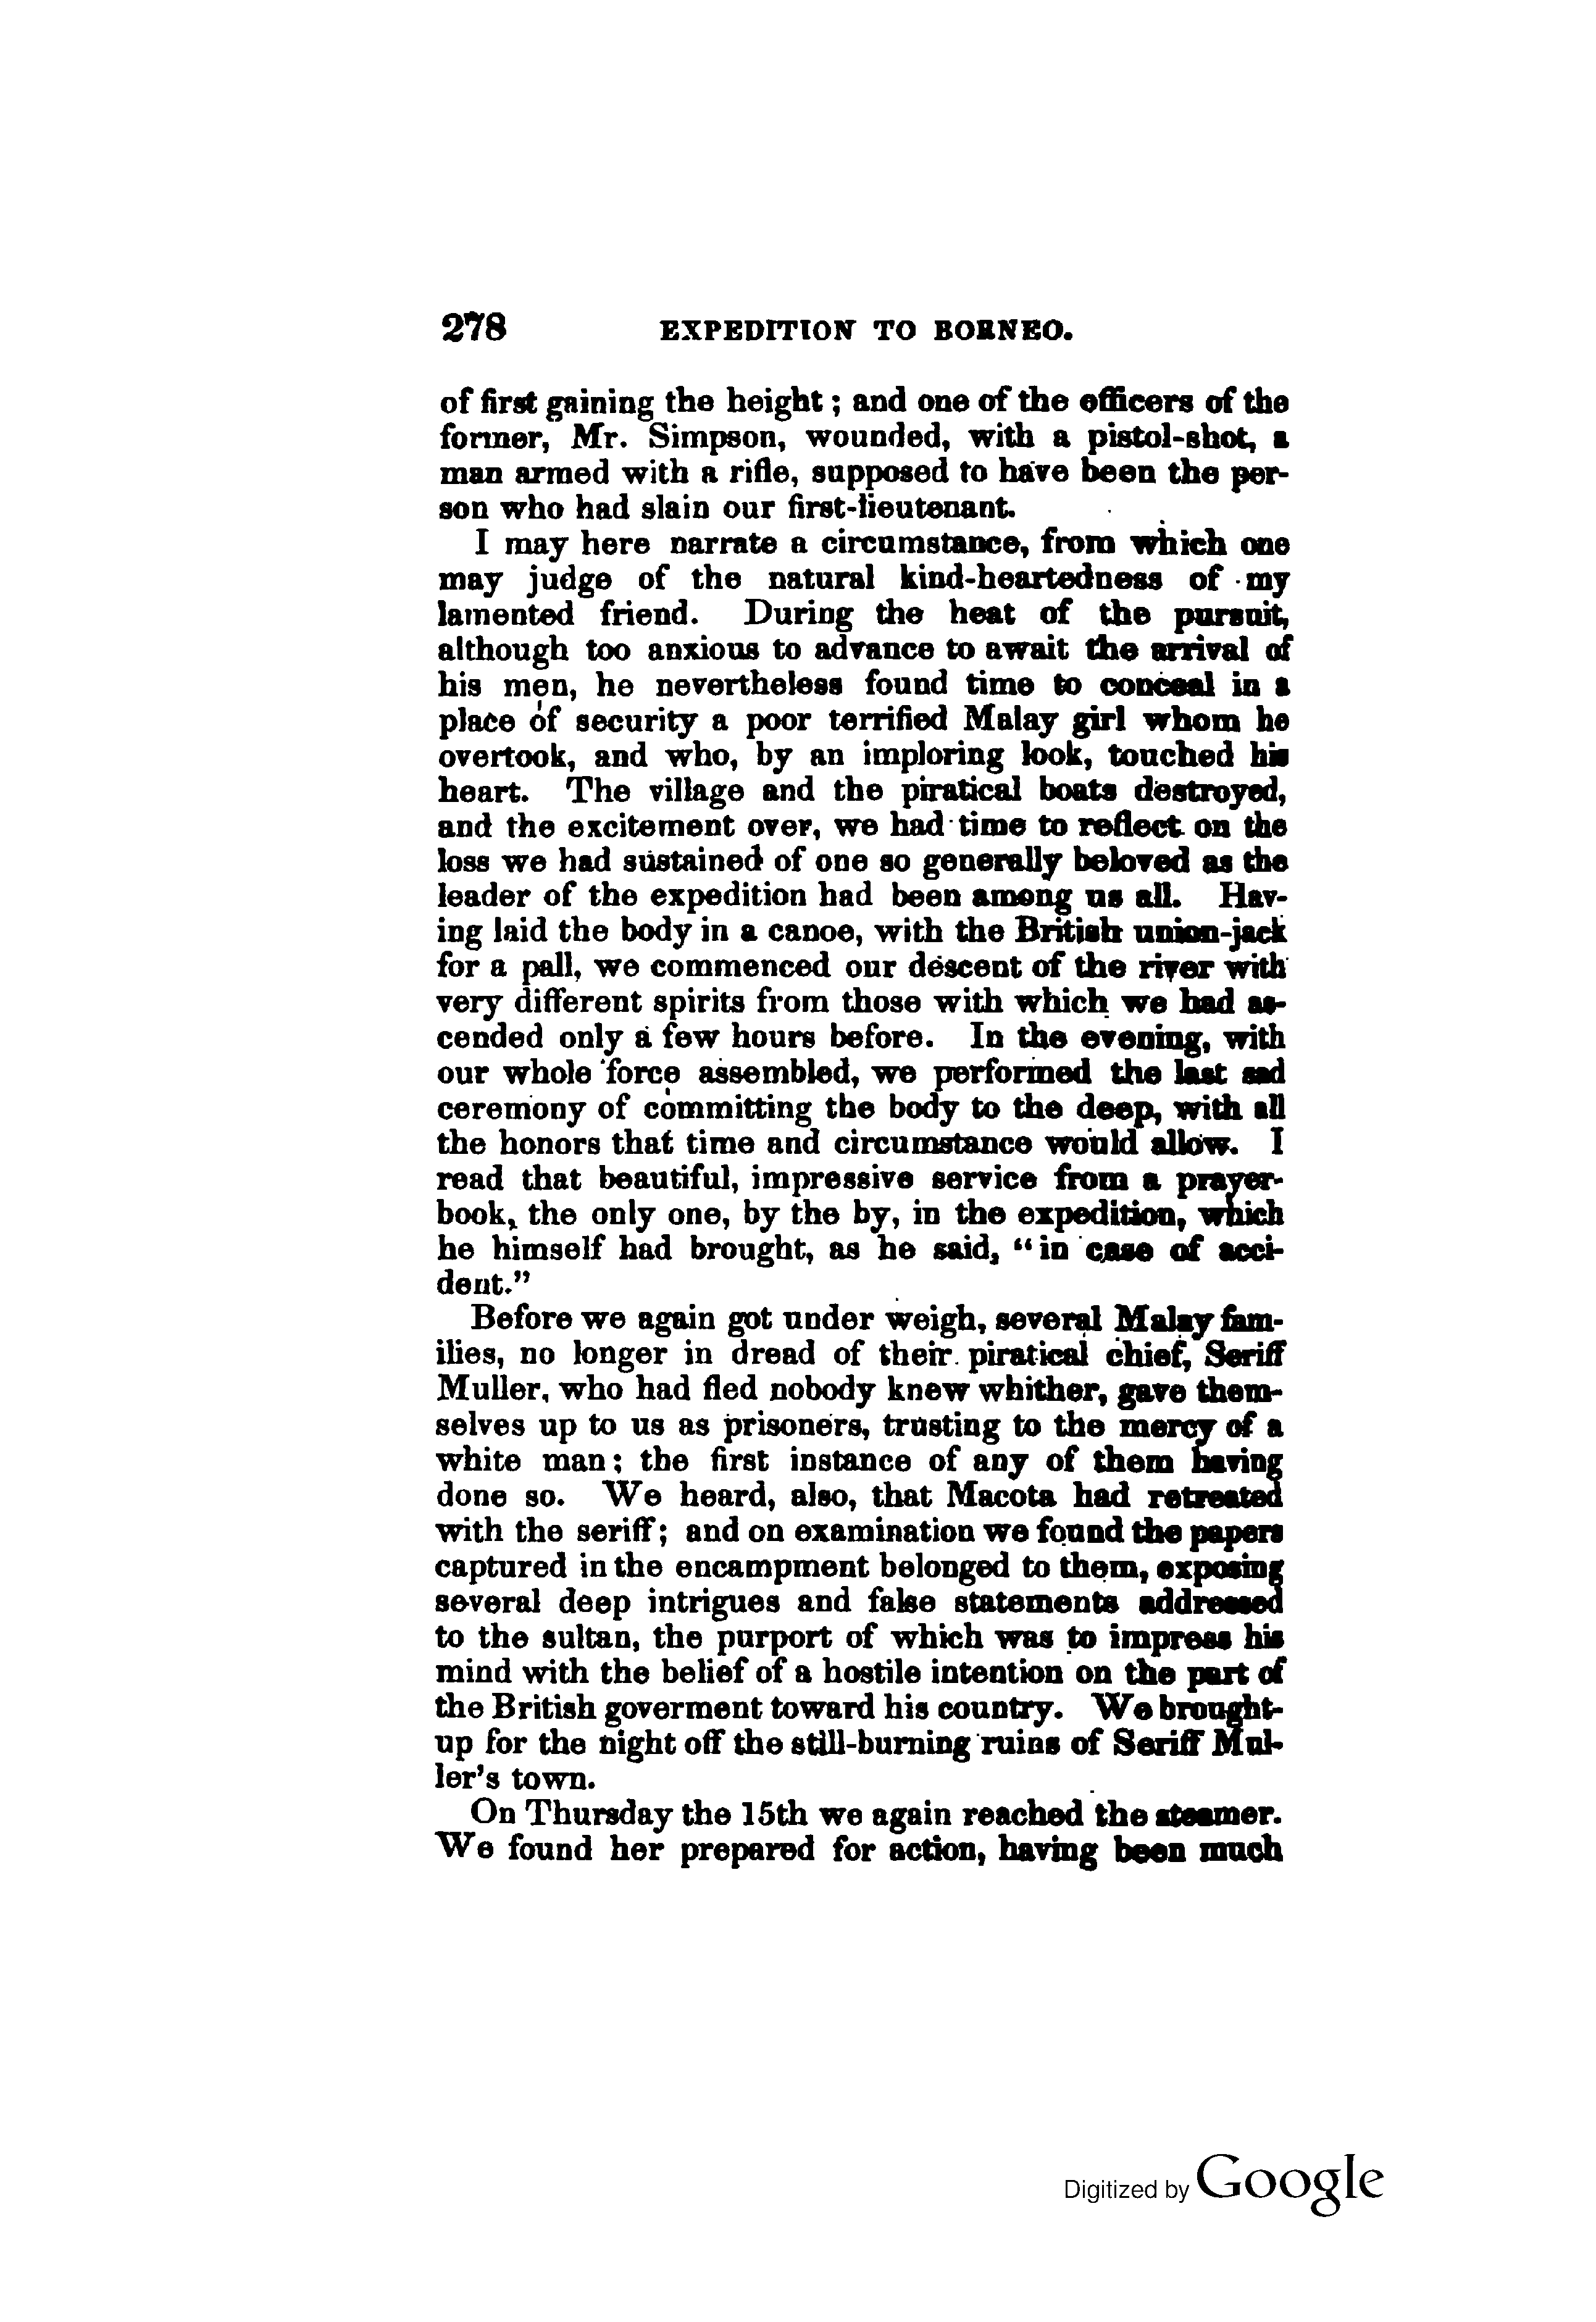 278 EXPEDITION TO BORNEO.
of first gaining the height; and one of the officers of the
former, Mr. Simpson, wounded, with a pistol-shot, a
man armed with a rifle, supposed to have been the per-
son who had slain our first-lieutenant.
I may here narrate a circumstance, from which one
may judge of the natural kind-heartedness of my
lamented friend. During the heat of the pursuit,
although too anxious to advance to await the arrival of
his men, he nevertheless found time to conceal in a
place of security a poor terrified Malay girl whom he
overtook, and who, by an imploring look, touched his
heart. The village and the piratical boats destroyed,
and the excitement over, we had time to reflect on the
loss we had sustained of one so generally beloved as the
leader of the expedition had been among us all. Hav-
ing laid the body in a canoe, with the British union-jack
for a pall, we commenced our descent of the river with
very different spirits from those with which we had as-
cended only a few hours before. In the evening, with
our whole force assembled, we performed the last sad
ceremony of committing the body to the deep, with all
the honors that time and circumstance would allow. I
read that beautiful, impressive service from a prayer-
book, the only one, by the by, in the expedition, which
he himself had brought, as he said, "in case of acci-
dent."
Before we again got under weigh, several Malay fam-
ilies, no longer in dread of their piratical chief, Seriff
Muller, who had fled nobody knew whither, gave them-
selves up to us as prisoners, trusting to the mercy of a
white man; the first instance of any of them having
done so. We heard, also, that Macota had retreated
with the seriff; and on examination we found the papers
captured in the encampment belonged to them, exposing
several deep intrigues and false statements addressed
to the sultan, the purport of which was to impress his
mind with the belief of a hostile intention on the part of
the British goverment toward his country. We brought-
up for the night off the still-burning ruins of Seriff Mul-
ler's town.
On Thursday the 15th we again reached the steamer.
We found her prepared for action, having been much
Digitized by Google